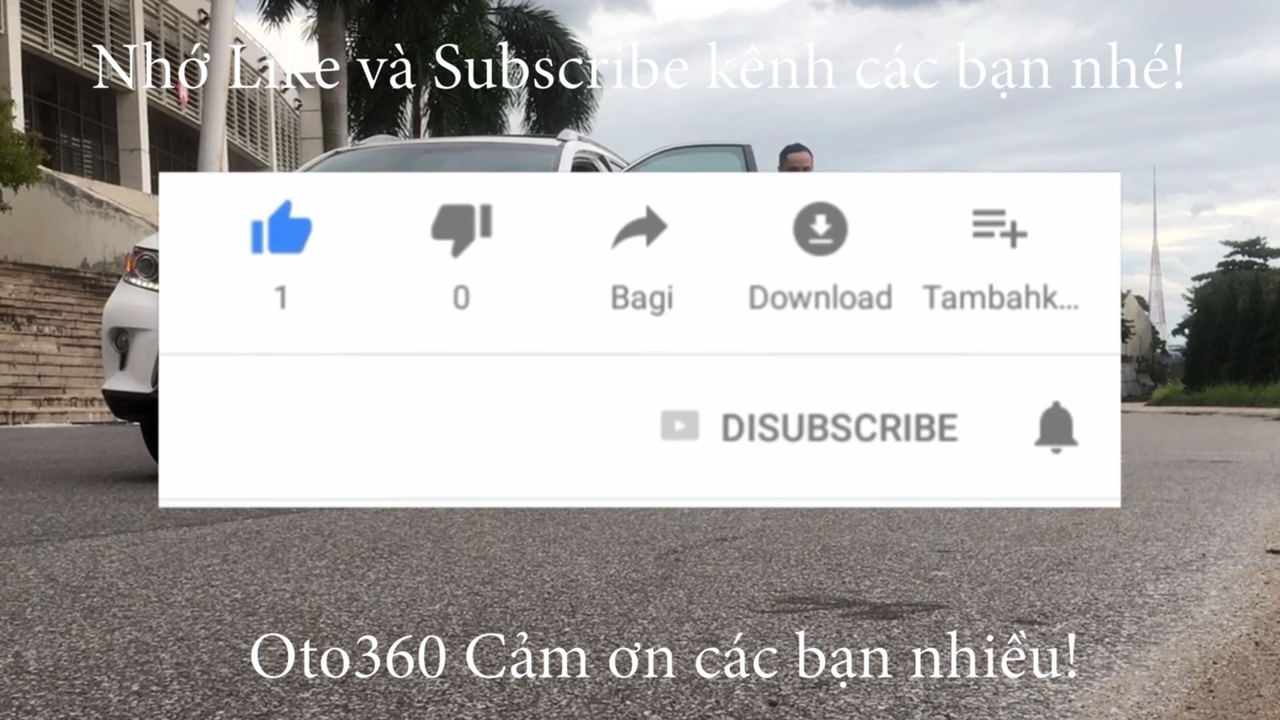 Nhớ Like và Subscribe kênh các bạn nhé!
1 0 Bagi Download Tambahk...
DISUBSCRIBE
Oto360 Cảm ơn các bạn nhiều!